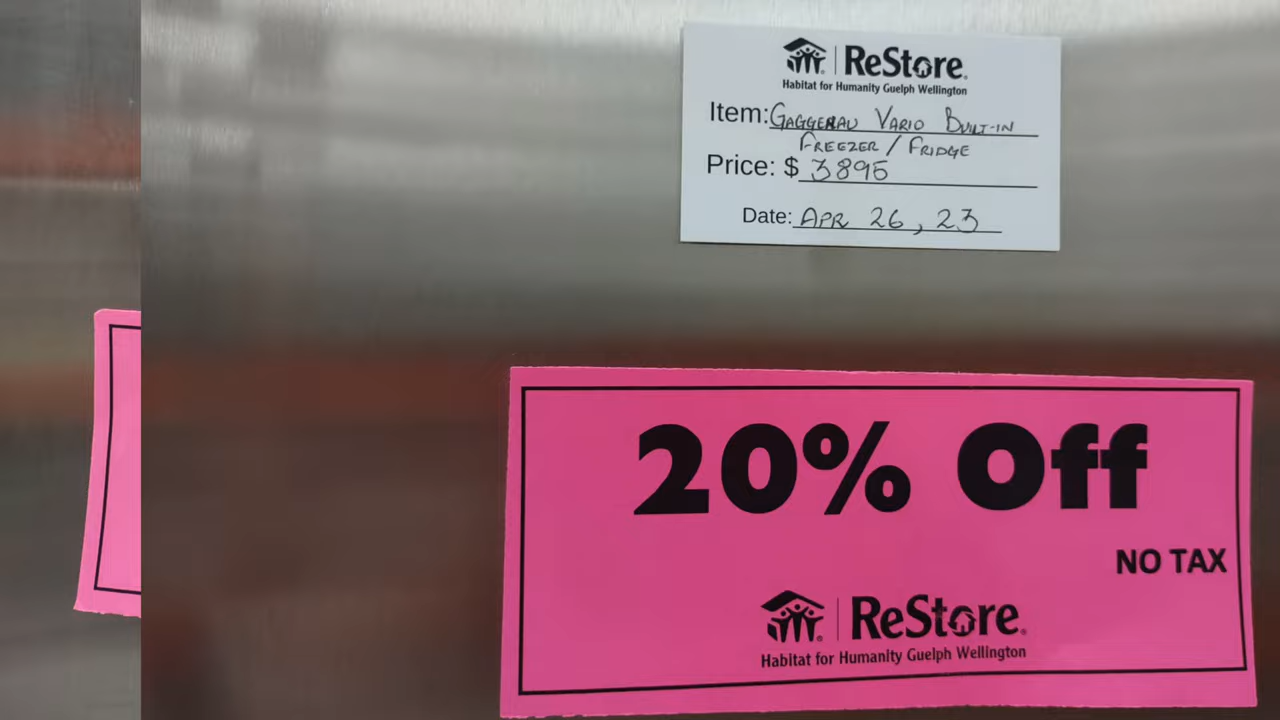 ReStore®
Habitat for Humanity Guelph Wellington
Item: GAGGENAU VARIO BUILT-IN
FREEZER / FRIDGE
Price: $ 3895
Date: APR 26, 23
20% Off
NO TAX
ReStore®
Habitat for Humanity Guelph Wellington